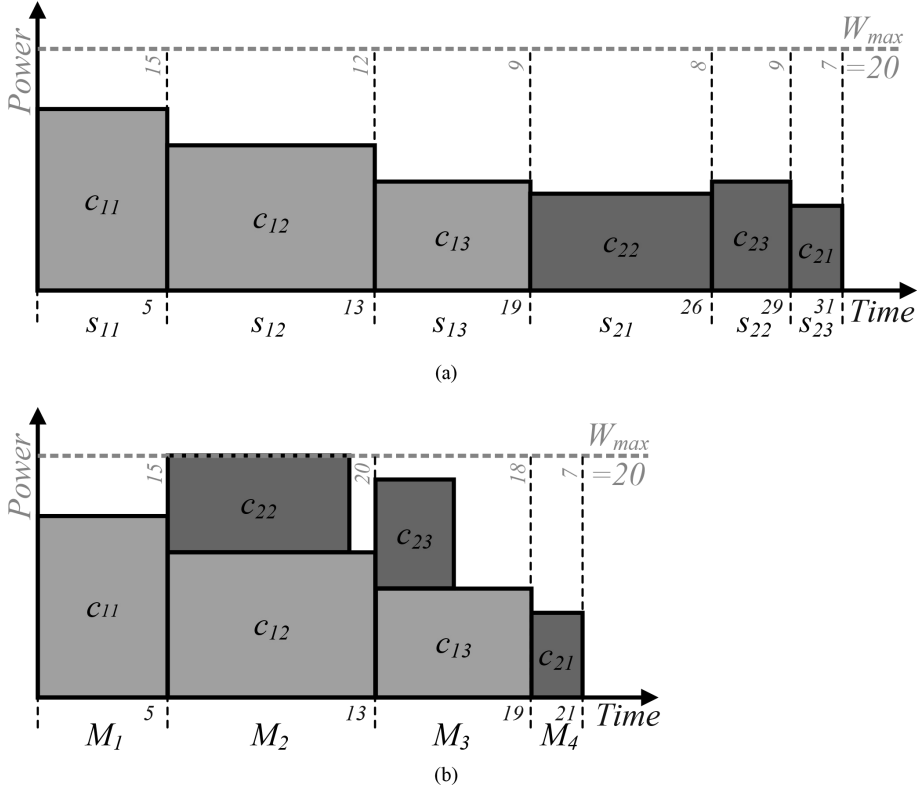 Power
15
12
9
8
9
7
W_max
=20
c_11
c_12
c_13
c_22
c_23
c_21
5
13
19
26
29
31
Time
s_11
s_12
s_13
s_21
s_22
s_23
(a)
Power
15
20
18
7
W_max
=20
c_22
c_23
c_11
c_12
c_13
c_21
5
13
19
21
Time
M_1
M_2
M_3
M_4
(b)